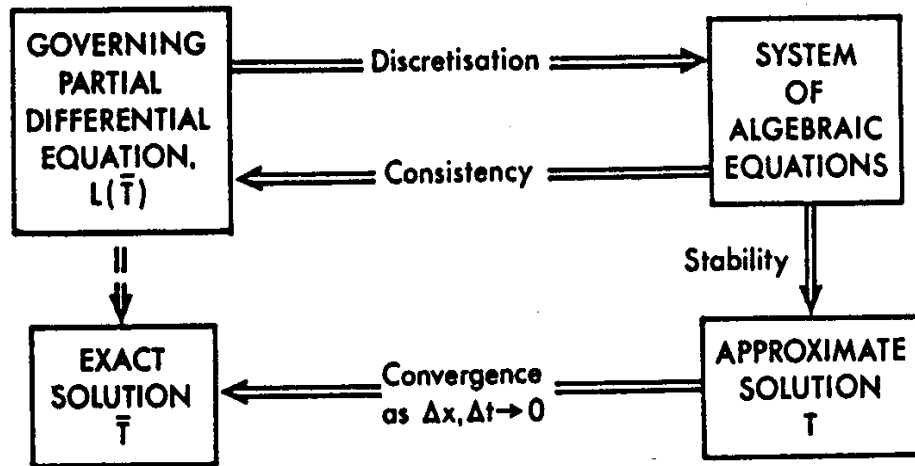 GOVERNING
PARTIAL
DIFFERENTIAL
EQUATION,
L(T̅)
Discretisation
Consistency
SYSTEM
OF
ALGEBRAIC
EQUATIONS
Stability
EXACT
SOLUTION
T̅
Convergence
as Δx, Δt→0
APPROXIMATE
SOLUTION
T